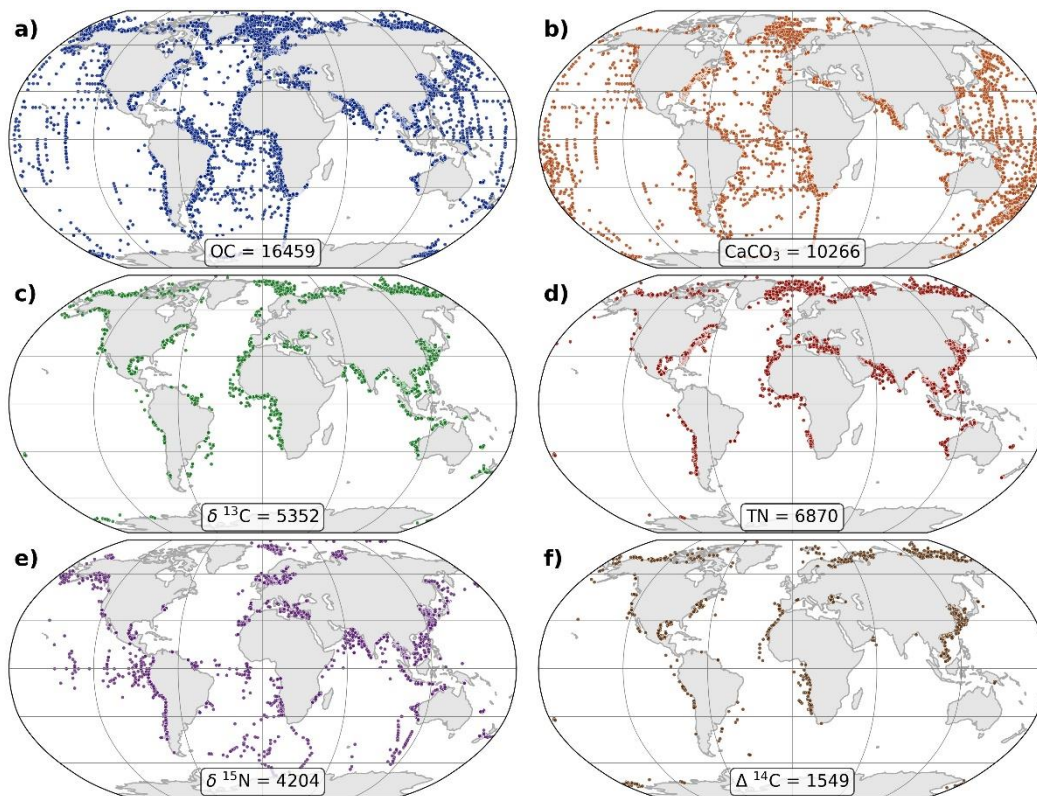 a)
OC = 16459
b)
CaCO₃ = 10266
c)
δ ¹³C = 5352
d)
TN = 6870
e)
δ ¹⁵N = 4204
f)
Δ ¹⁴C = 1549